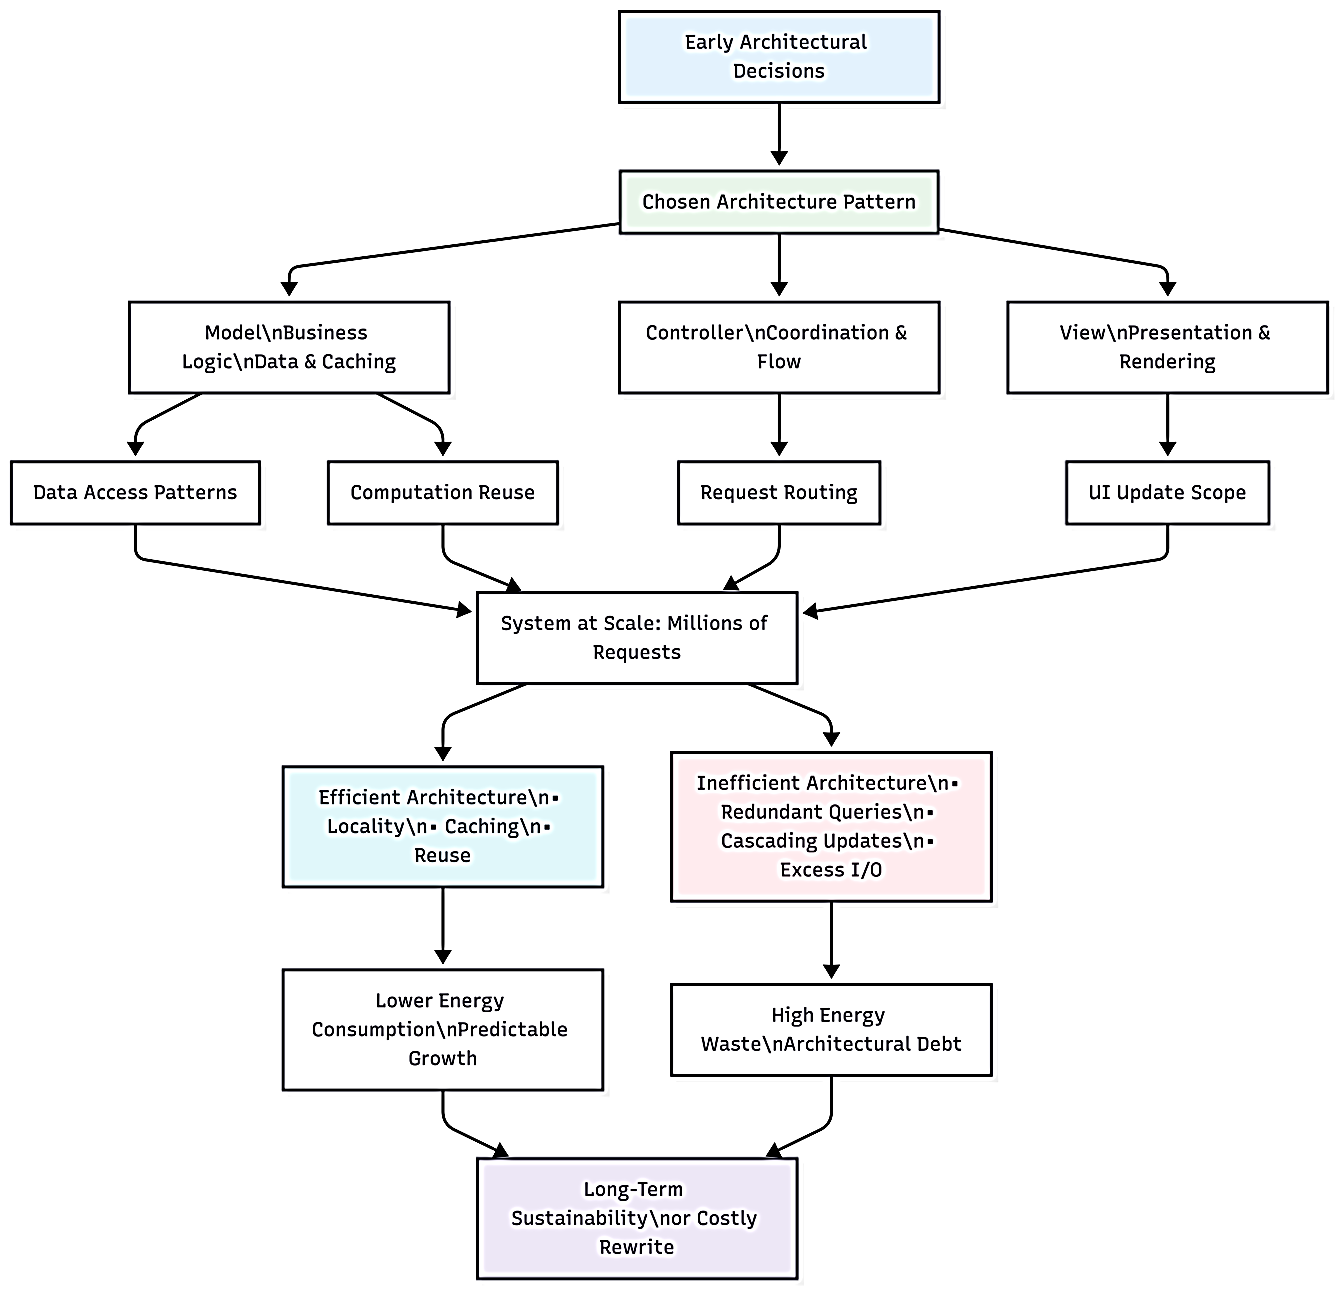 Early Architectural
Decisions
Chosen Architecture Pattern
Model\nBusiness
Logic\nData & Caching
Controller\nCoordination &
Flow
View\nPresentation &
Rendering
Data Access Patterns
Computation Reuse
Request Routing
UI Update Scope
System at Scale: Millions of
Requests
Efficient Architecture\n▪
Locality\n▪ Caching\n▪
Reuse
Inefficient Architecture\n▪
Redundant Queries\n▪
Cascading Updates\n▪
Excess I/O
Lower Energy
Consumption\nPredictable
Growth
High Energy
Waste\nArchitectural Debt
Long-Term
Sustainability\nor Costly
Rewrite